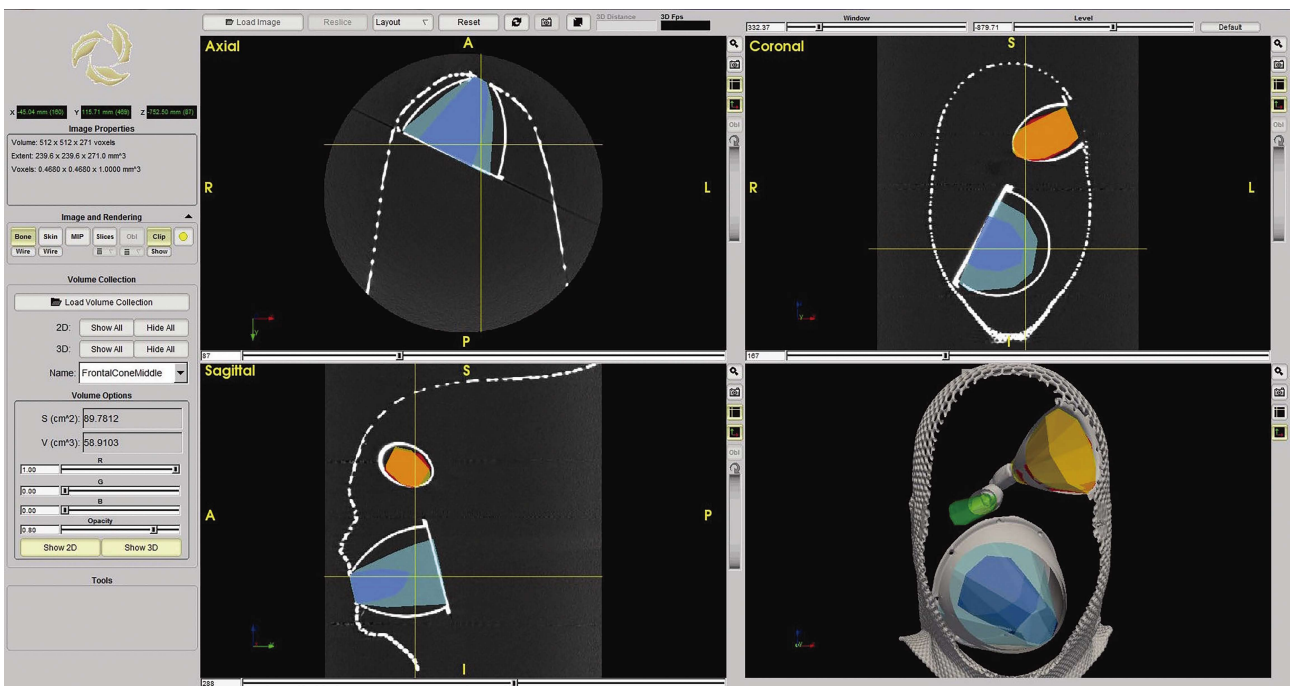 Load Image
Reslice
Layout
Reset
3D Distance
3D Fps
Window
332.37
Level
-879.71
Default
Axial
A
R
L
P
87
Coronal
S
R
L
I
167
Obl
X -45.04 mm (160) Y 115.71 mm (468) Z -752.50 mm (87)
Image Properties
Volume: 512 x 512 x 271 voxels
Extent: 239.6 x 239.6 x 271.0 mm^3
Voxels: 0.4680 x 0.4680 x 1.0000 mm^3
Image and Rendering
Bone Skin MIP Slices Obl Clip
Wire Wire Show
Volume Collection
Load Volume Collection
2D: Show All Hide All
3D: Show All Hide All
Name: FrontalConeMiddle
Volume Options
S (cm^2): 89.7812
V (cm^3): 58.9103
R
1.00
G
0.00
B
0.00
Opacity
0.80
Show 2D Show 3D
Tools
Sagittal
S
A
P
I
288
Obl
Obl